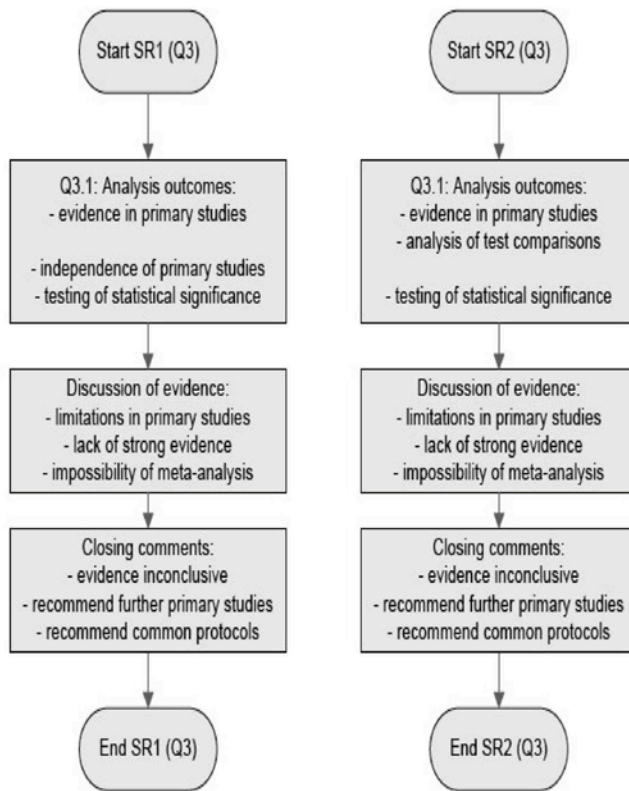 Start SR1 (Q3)
Q3.1: Analysis outcomes:
- evidence in primary studies
- independence of primary studies
- testing of statistical significance
Discussion of evidence:
- limitations in primary studies
- lack of strong evidence
- impossibility of meta-analysis
Closing comments:
- evidence inconclusive
- recommend further primary studies
- recommend common protocols
End SR1 (Q3)
Start SR2 (Q3)
Q3.1: Analysis outcomes:
- evidence in primary studies
- analysis of test comparisons
- testing of statistical significance
Discussion of evidence:
- limitations in primary studies
- lack of strong evidence
- impossibility of meta-analysis
Closing comments:
- evidence inconclusive
- recommend further primary studies
- recommend common protocols
End SR2 (Q3)